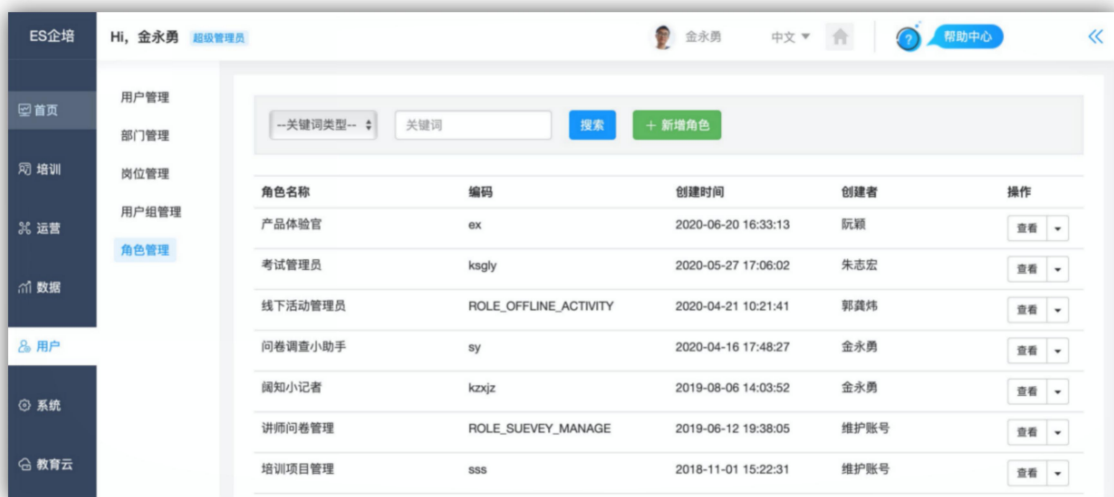 ES企培 Hi, 金永勇 超级管理员 金永勇 中文 ? 帮助中心
首页
培训
运营
数据
用户
系统
教育云
用户管理
部门管理
岗位管理
用户组管理
角色管理
--关键词类型-- 关键词 搜索 + 新增角色
角色名称 编码 创建时间 创建者 操作
产品体验官 ex 2020-06-20 16:33:13 阮颖 查看
考试管理员 ksgly 2020-05-27 17:06:02 朱志宏 查看
线下活动管理员 ROLE_OFFLINE_ACTIVITY 2020-04-21 10:21:41 郭龚炜 查看
问卷调查小助手 sy 2020-04-16 17:48:27 金永勇 查看
阔知小记者 kzxjz 2019-08-06 14:03:52 金永勇 查看
讲师问卷管理 ROLE_SUEVEY_MANAGE 2019-06-12 19:38:05 维护账号 查看
培训项目管理 sss 2018-11-01 15:22:31 维护账号 查看